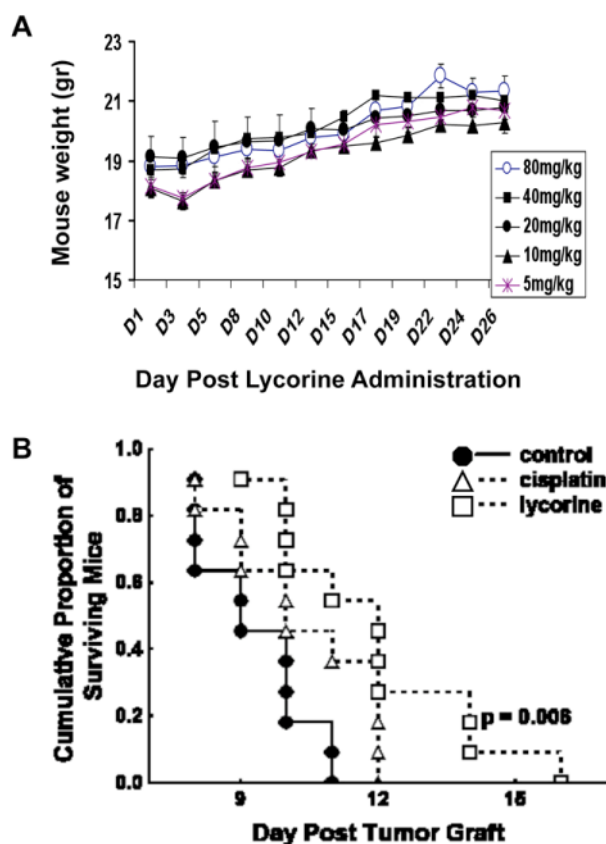 A
Mouse weight (gr)
23
21
19
17
15
80mg/kg
40mg/kg
20mg/kg
10mg/kg
5mg/kg
D1
D3
D5
D8
D10
D12
D15
D17
D19
D22
D24
D26
Day Post Lycorine Administration
B
Cumulative Proportion of
Surviving Mice
1.0
0.8
0.6
0.4
0.2
0.0
control
cisplatin
lycorine
p = 0.006
9
12
15
Day Post Tumor Graft